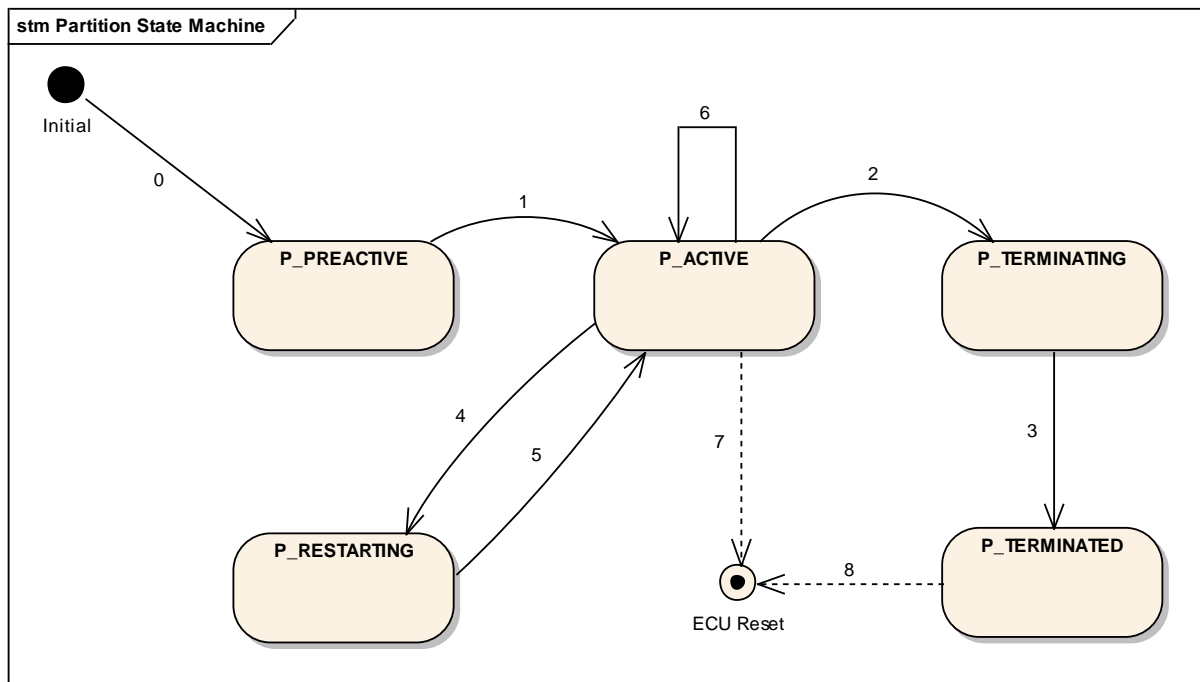 stm Partition State Machine
Initial
0
1
6
2
P_PREACTIVE
P_ACTIVE
P_TERMINATING
4
5
7
3
P_RESTARTING
P_TERMINATED
8
ECU Reset